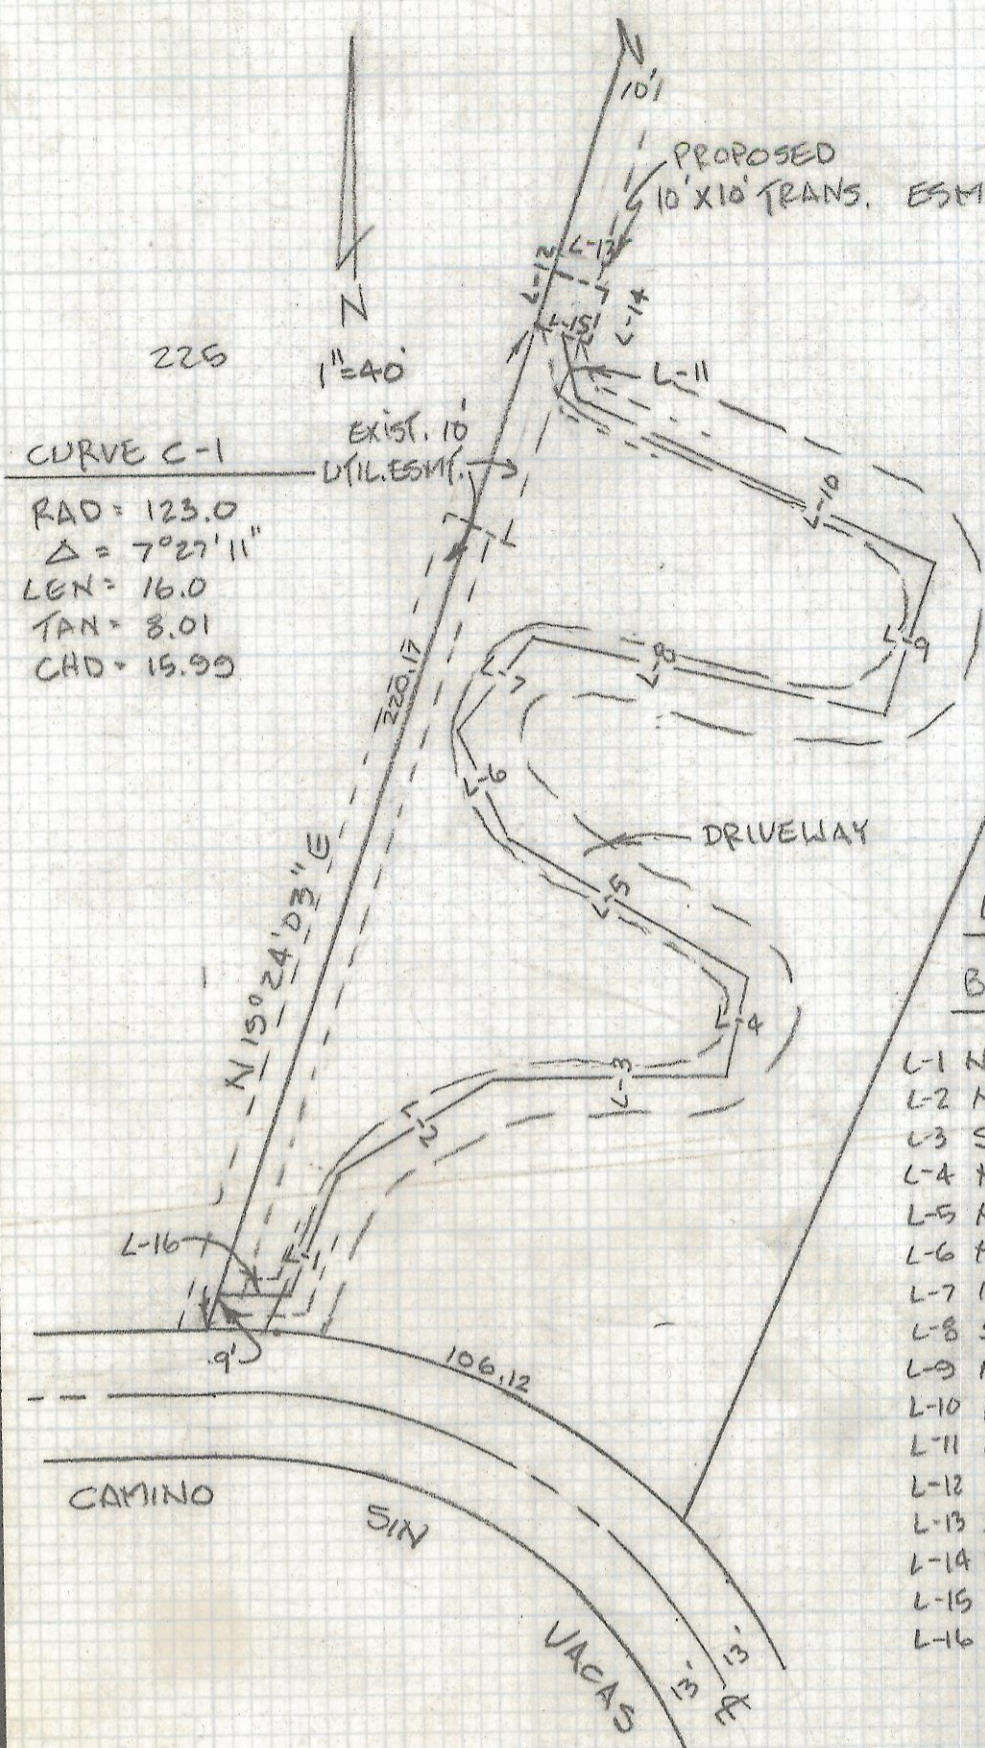 10'
PROPOSED
10'X10' TRANS. ESM
L-13
L-12
L-14
L-15
L-11
N
225
1"=40'
EXIST. 10'
UTIL. ESMT.
CURVE C-1
RAD = 123.0
Δ = 7°27'11"
LEN = 16.0
TAN = 8.01
CHD = 15.99
L-10
L-9
L-8
L-7
220.17
L-6
DRIVEWAY
L-5
N 15° 24' 03" E
L-4
L-3
L-2
L-1
L-16
.9'
106.12
CAMINO
SIN
VACAS
13'
13'
B
L-1 N
L-2 N
L-3 S
L-4 N
L-5 N
L-6
L-7
L-8 S
L-9
L-10
L-11
L-12
L-13
L-14
L-15
L-16